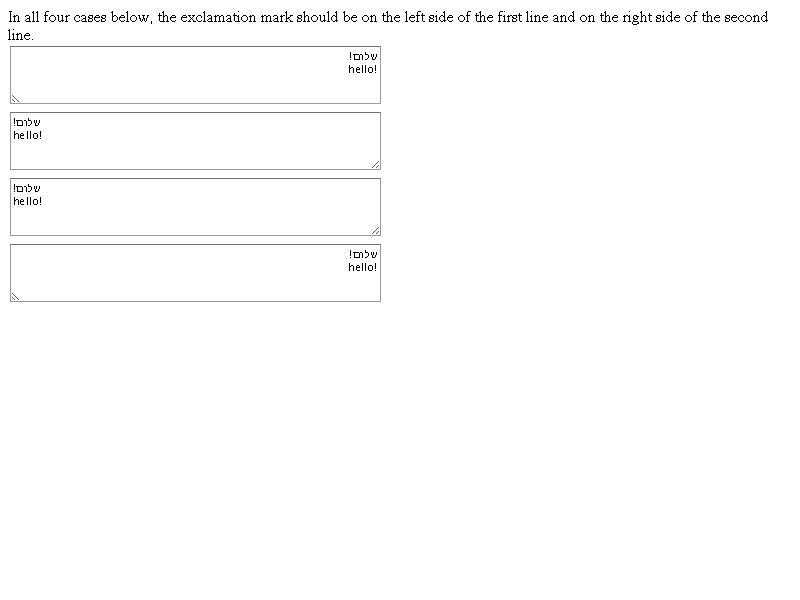 In all four cases below, the exclamation mark should be on the left side of the first line and on the right side of the second
line.
שלום!
hello!
שלום!
hello!
שלום!
hello!
שלום!
hello!